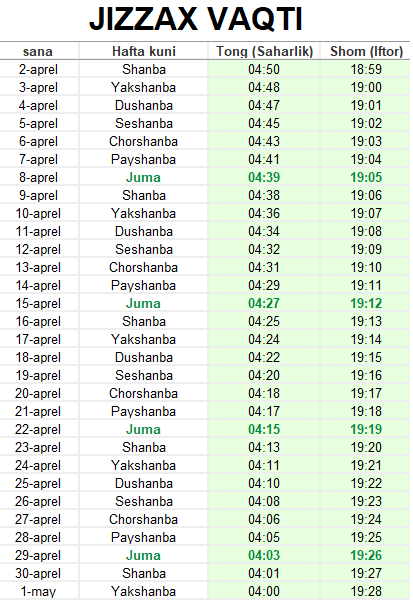 JIZZAX VAQTI
sana Hafta kuni Tong (Saharlik) Shom (Iftor)
2-aprel Shanba 04:50 18:59
3-aprel Yakshanba 04:48 19:00
4-aprel Dushanba 04:47 19:01
5-aprel Seshanba 04:45 19:02
6-aprel Chorshanba 04:43 19:03
7-aprel Payshanba 04:41 19:04
8-aprel Juma 04:39 19:05
9-aprel Shanba 04:38 19:06
10-aprel Yakshanba 04:36 19:07
11-aprel Dushanba 04:34 19:08
12-aprel Seshanba 04:32 19:09
13-aprel Chorshanba 04:31 19:10
14-aprel Payshanba 04:29 19:11
15-aprel Juma 04:27 19:12
16-aprel Shanba 04:25 19:13
17-aprel Yakshanba 04:24 19:14
18-aprel Dushanba 04:22 19:15
19-aprel Seshanba 04:20 19:16
20-aprel Chorshanba 04:18 19:17
21-aprel Payshanba 04:17 19:18
22-aprel Juma 04:15 19:19
23-aprel Shanba 04:13 19:20
24-aprel Yakshanba 04:11 19:21
25-aprel Dushanba 04:10 19:22
26-aprel Seshanba 04:08 19:23
27-aprel Chorshanba 04:06 19:24
28-aprel Payshanba 04:05 19:25
29-aprel Juma 04:03 19:26
30-aprel Shanba 04:01 19:27
1-may Yakshanba 04:00 19:28